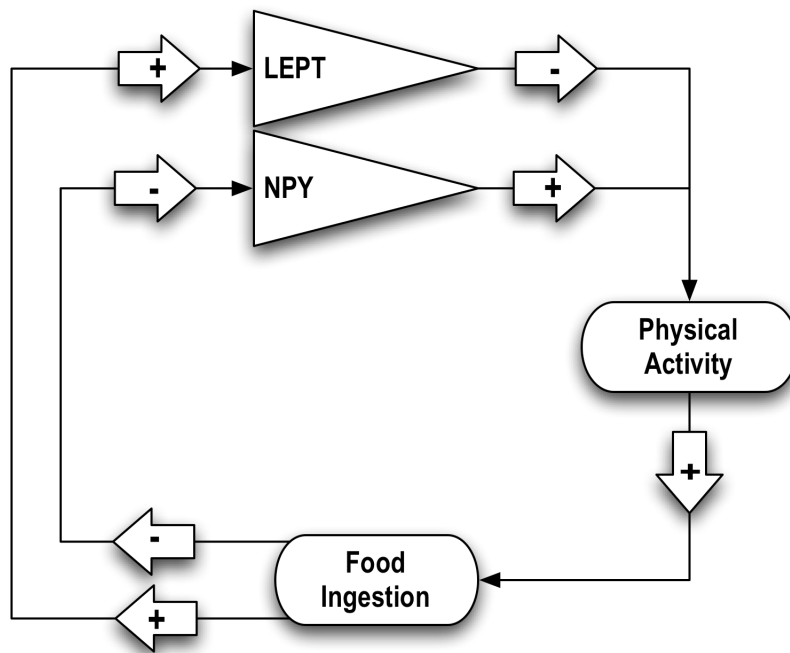 +
LEPT
-
-
NPY
+
Physical
Activity
+
-
Food
Ingestion
+